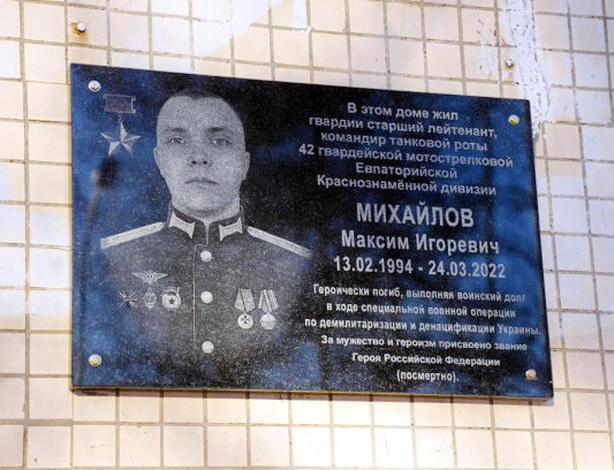 В этом доме жил
гвардии старший лейтенант,
командир танковой роты
42 гвардейской мотострелковой
Евпаторийской
Краснознамённой дивизии
МИХАЙЛОВ
Максим Игоревич
13.02.1994 - 24.03.2022
Героически погиб, выполняя воинский долг
в ходе специальной военной операции
по демилитаризации и денацификации Украины.
За мужество и героизм присвоено звание
Героя Российской Федерации
(посмертно).